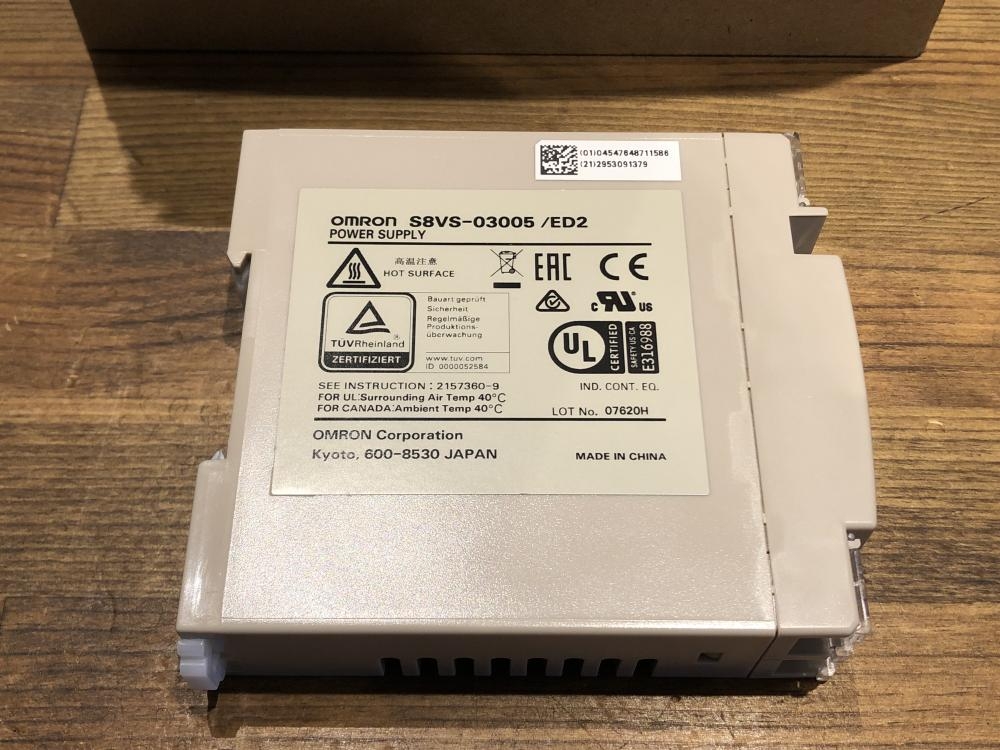 (01)04547648711586
(21)2953091379
OMRON S8VS-03005 /ED2
POWER SUPPLY
高温注意
HOT SURFACE
EAC CE
c RU ® US
TÜVRheinland ®
ZERTIFIZIERT
Bauart geprüft
Sicherheit
Regelmäßige
Produktions-
überwachung
www.tuv.com
ID 0000052584
UL
CERTIFIED
SAFETY US CA
E316988
SEE INSTRUCTION : 2157360-9
FOR UL:Surrounding Air Temp 40°C
FOR CANADA:Ambient Temp 40°C
IND. CONT. EQ.
LOT No. 07620H
OMRON Corporation
Kyoto, 600-8530 JAPAN
MADE IN CHINA